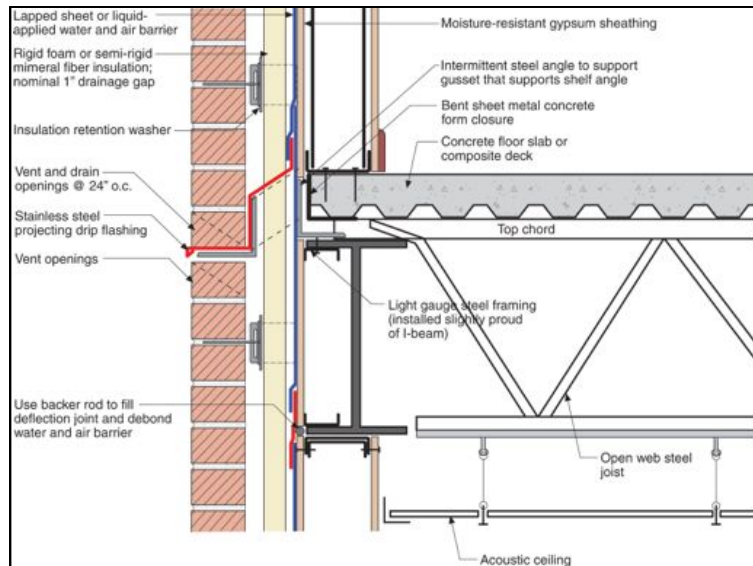 Lapped sheet or liquid-
applied water and air barrier
Rigid foam or semi-rigid
mimeral fiber insulation;
nominal 1" drainage gap
Insulation retention washer
Vent and drain
openings @ 24" o.c.
Stainless steel
projecting drip flashing
Vent openings
Use backer rod to fill
deflection joint and debond
water and air barrier
Moisture-resistant gypsum sheathing
Intermittent steel angle to support
gusset that supports shelf angle
Bent sheet metal concrete
form closure
Concrete floor slab or
composite deck
Top chord
Light gauge steel framing
(installed slightly proud
of I-beam)
Open web steel
joist
Acoustic ceiling